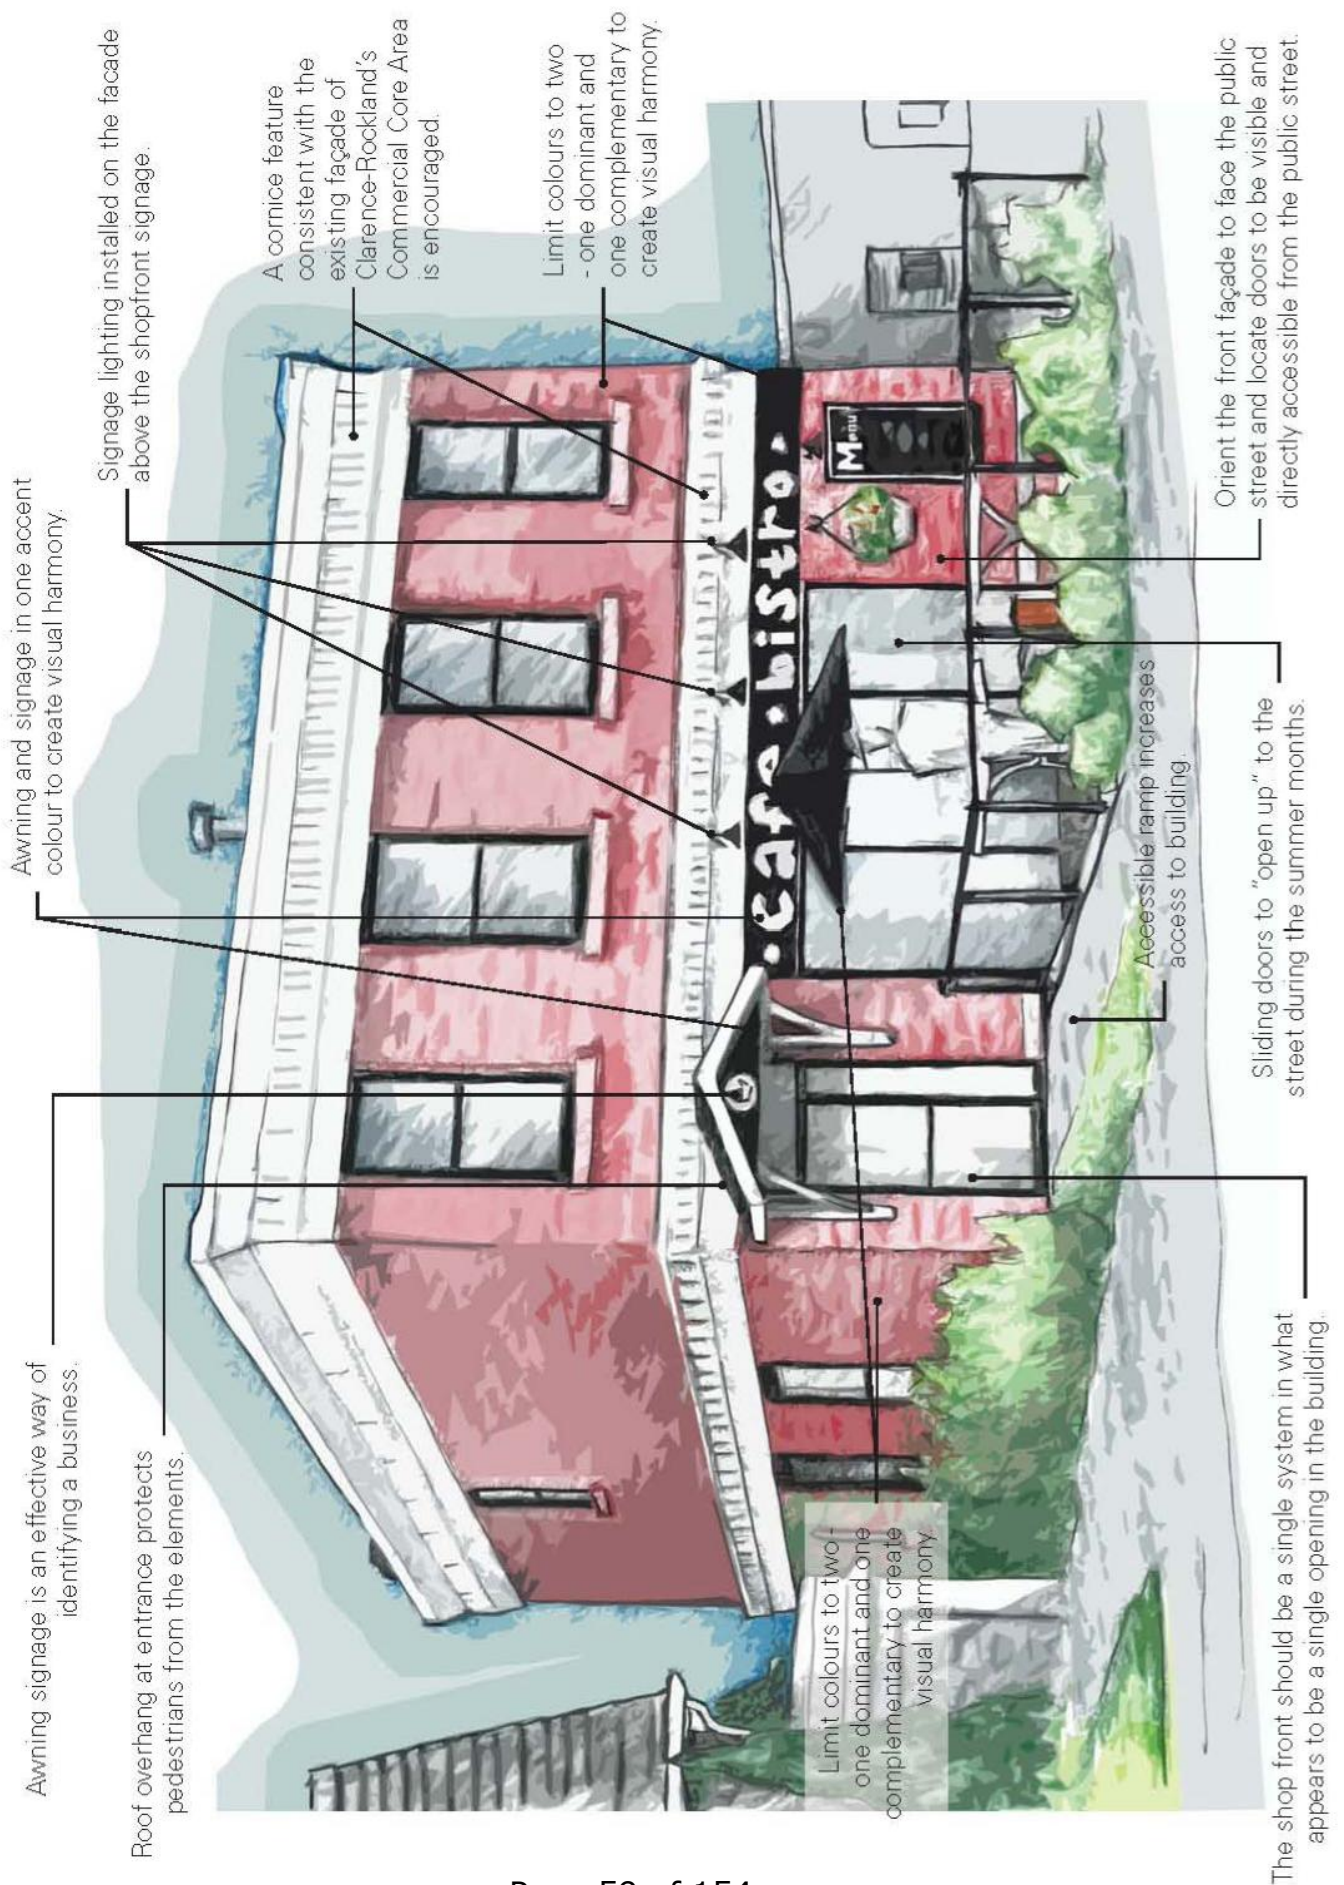 Awning signage is an effective way of
identifying a business.
Roof overhang at entrance protects
pedestrians from the elements.
Awning and signage in one accent
colour to create visual harmony.
Signage lighting installed on the facade
above the shopfront signage.
A cornice feature
consistent with the
existing façade of
Clarence-Rockland's
Commercial Core Area
is encouraged.
Limit colours to two
- one dominant and
one complementary to
create visual harmony.
Cafe • bistro
Menu
Limit colours to two-
one dominant and one
complementary to create
visual harmony.
Accessible ramp increases
access to building.
The shop front should be a single system in what
appears to be a single opening in the building.
Sliding doors to "open up" to the
street during the summer months.
Orient the front façade to face the public
street and locate doors to be visible and
directly accessible from the public street.